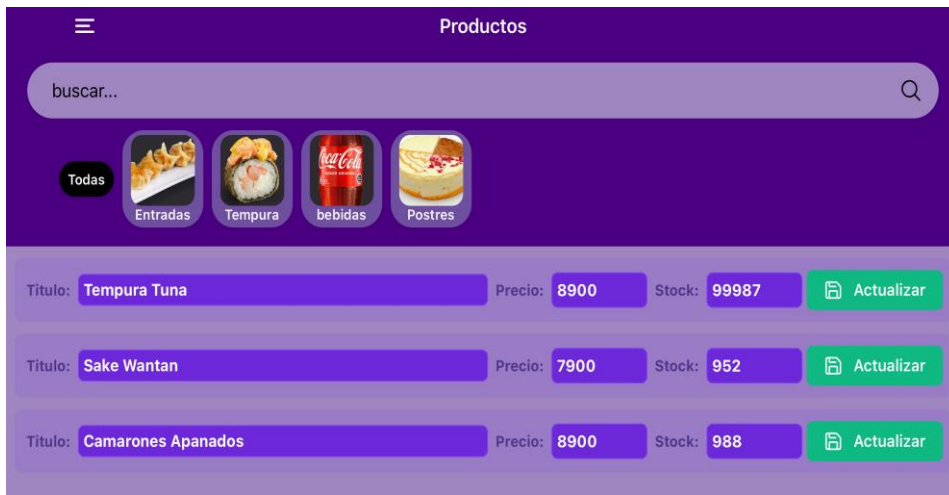 Productos
buscar...
Todas
Coca-Cola
Entradas Tempura bebidas Postres
Titulo: Tempura Tuna Precio: 8900 Stock: 99987 Actualizar
Titulo: Sake Wantan Precio: 7900 Stock: 952 Actualizar
Titulo: Camarones Apanados Precio: 8900 Stock: 988 Actualizar